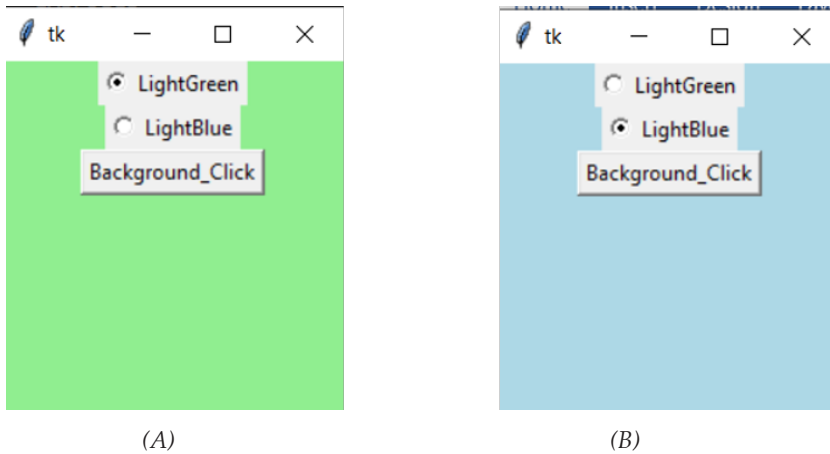 tk
LightGreen
LightBlue
Background_Click
(A)
tk
LightGreen
LightBlue
Background_Click
(B)